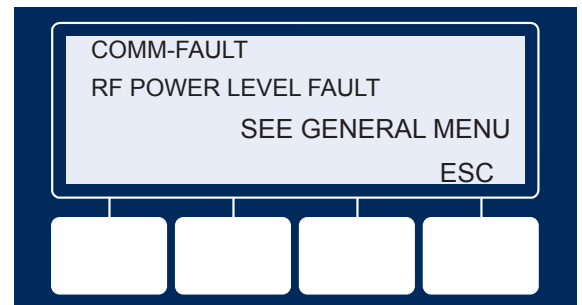 COMM-FAULT
RF POWER LEVEL FAULT
SEE GENERAL MENU
ESC